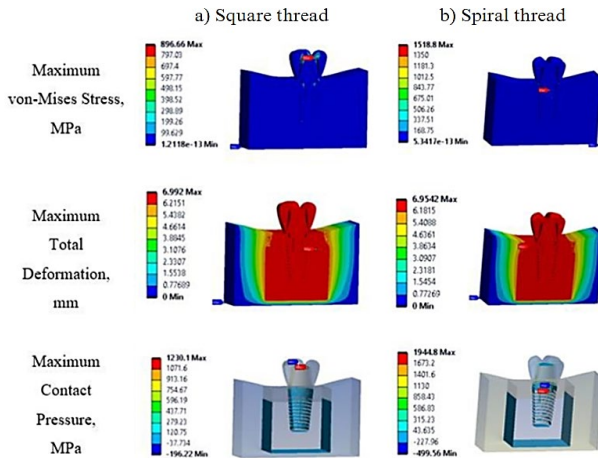 a) Square thread
b) Spiral thread
Maximum
von-Mises Stress,
MPa
896.66 Max
797.03
697.4
597.77
498.15
398.52
298.89
199.26
99.629
1.2118e-13 Min
1518.8 Max
1350
1181.3
1012.5
843.77
675.01
506.26
337.51
168.75
5.3417e-13 Min
Maximum
Total
Deformation,
mm
6.992 Max
6.2151
5.4382
4.6614
3.8845
3.1076
2.3307
1.5538
0.77689
0 Min
6.9542 Max
6.1815
5.4088
4.6361
3.8634
3.0907
2.3181
1.5454
0.77269
0 Min
Maximum
Contact
Pressure,
MPa
1230.1 Max
1071.6
913.16
754.67
596.19
437.71
279.23
120.75
-37.734
-196.22 Min
1944.8 Max
1673.2
1401.6
1130
858.43
586.83
315.23
43.635
-227.96
-499.56 Min